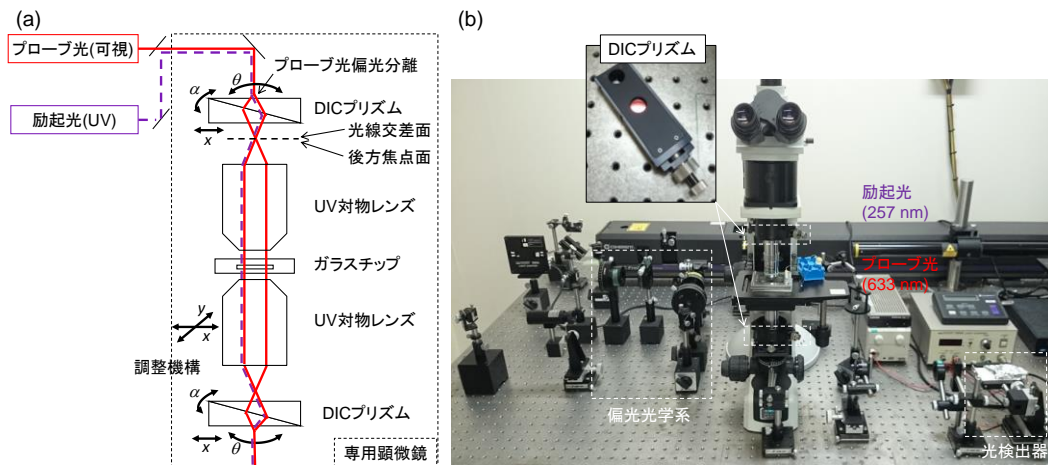 (a)
プローブ光(可視)
励起光(UV)
プローブ光偏光分離
θ
α
DICプリズム
x
光線交差面
後方焦点面
UV対物レンズ
ガラスチップ
UV対物レンズ
y
x
調整機構
α
DICプリズム
x
θ
専用顕微鏡
(b)
DICプリズム
励起光
(257 nm)
プローブ光
(633 nm)
偏光光学系
光検出器